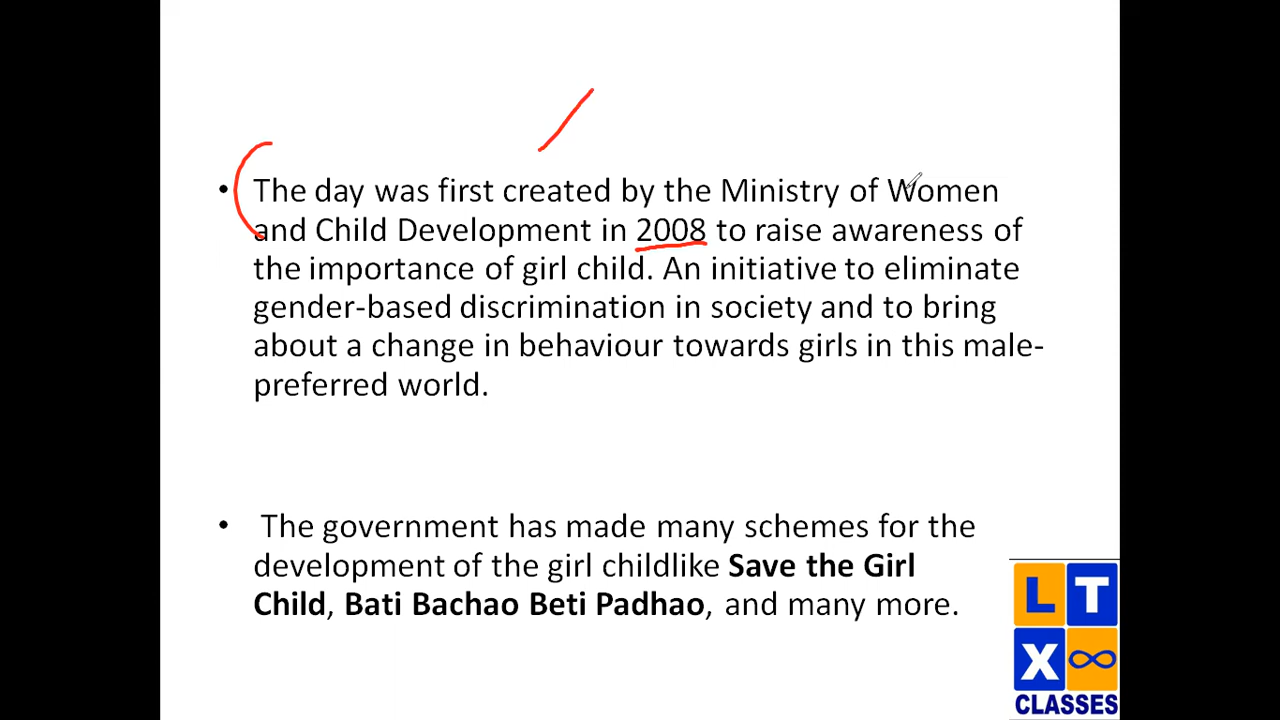 • The day was first created by the Ministry of Women
and Child Development in 2008 to raise awareness of
the importance of girl child. An initiative to eliminate
gender-based discrimination in society and to bring
about a change in behaviour towards girls in this male-
preferred world.
• The government has made many schemes for the
development of the girl childlike Save the Girl
Child, Bati Bachao Beti Padhao, and many more.
L T
X ∞
CLASSES